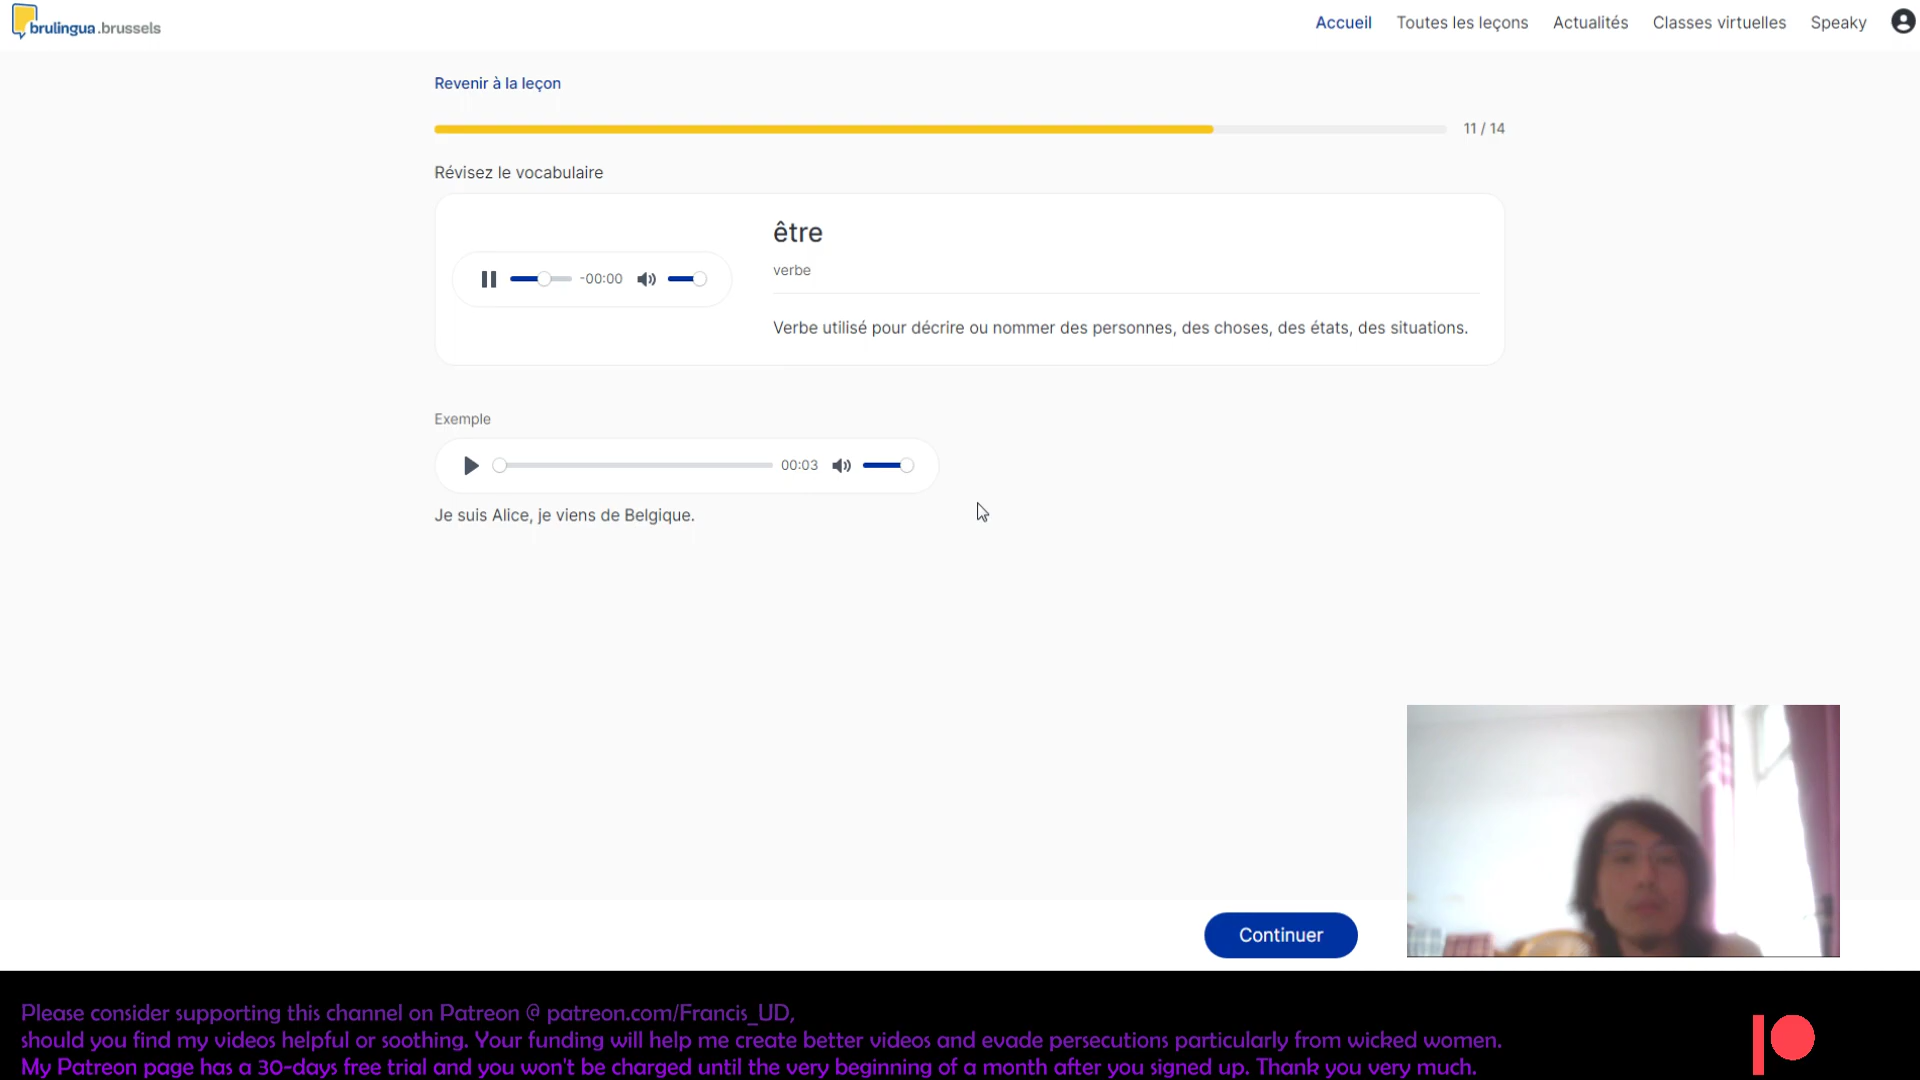 brulingua.brussels
Accueil Toutes les leçons Actualités Classes virtuelles Speaky
Revenir à la leçon
11 / 14
Révisez le vocabulaire
être
verbe
-00:00
Verbe utilisé pour décrire ou nommer des personnes, des choses, des états, des situations.
Exemple
00:03
Je suis Alice, je viens de Belgique.
Continuer
Please consider supporting this channel on Patreon @ patreon.com/Francis_UD,
should you find my videos helpful or soothing. Your funding will help me create better videos and evade persecutions particularly from wicked women.
My Patreon page has a 30-days free trial and you won't be charged until the very beginning of a month after you signed up. Thank you very much.